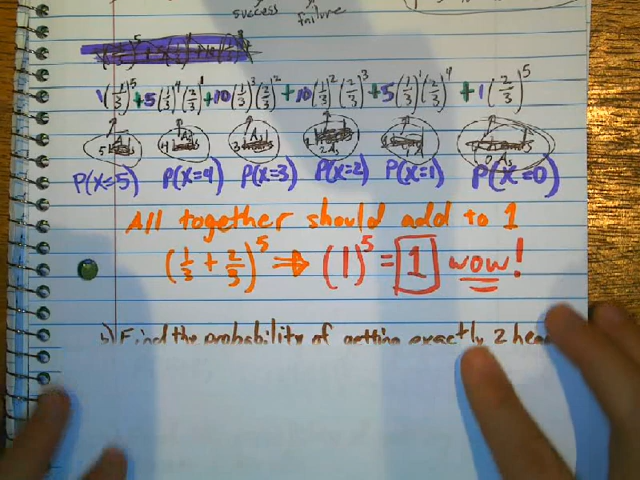 success failure
1(1/3)^5 + 5(1/3)^4(2/3)^1 + 10(1/3)^3(2/3)^2 + 10(1/3)^2(2/3)^3 + 5(1/3)^1(2/3)^4 + 1(2/3)^5
P(X=5) P(X=4) P(X=3) P(X=2) P(X=1) P(X=0)
All together should add to 1
(1/3 + 2/3)^5 ⇒ (1)^5 = 1 wow!
b) Find the probability of getting exactly 2